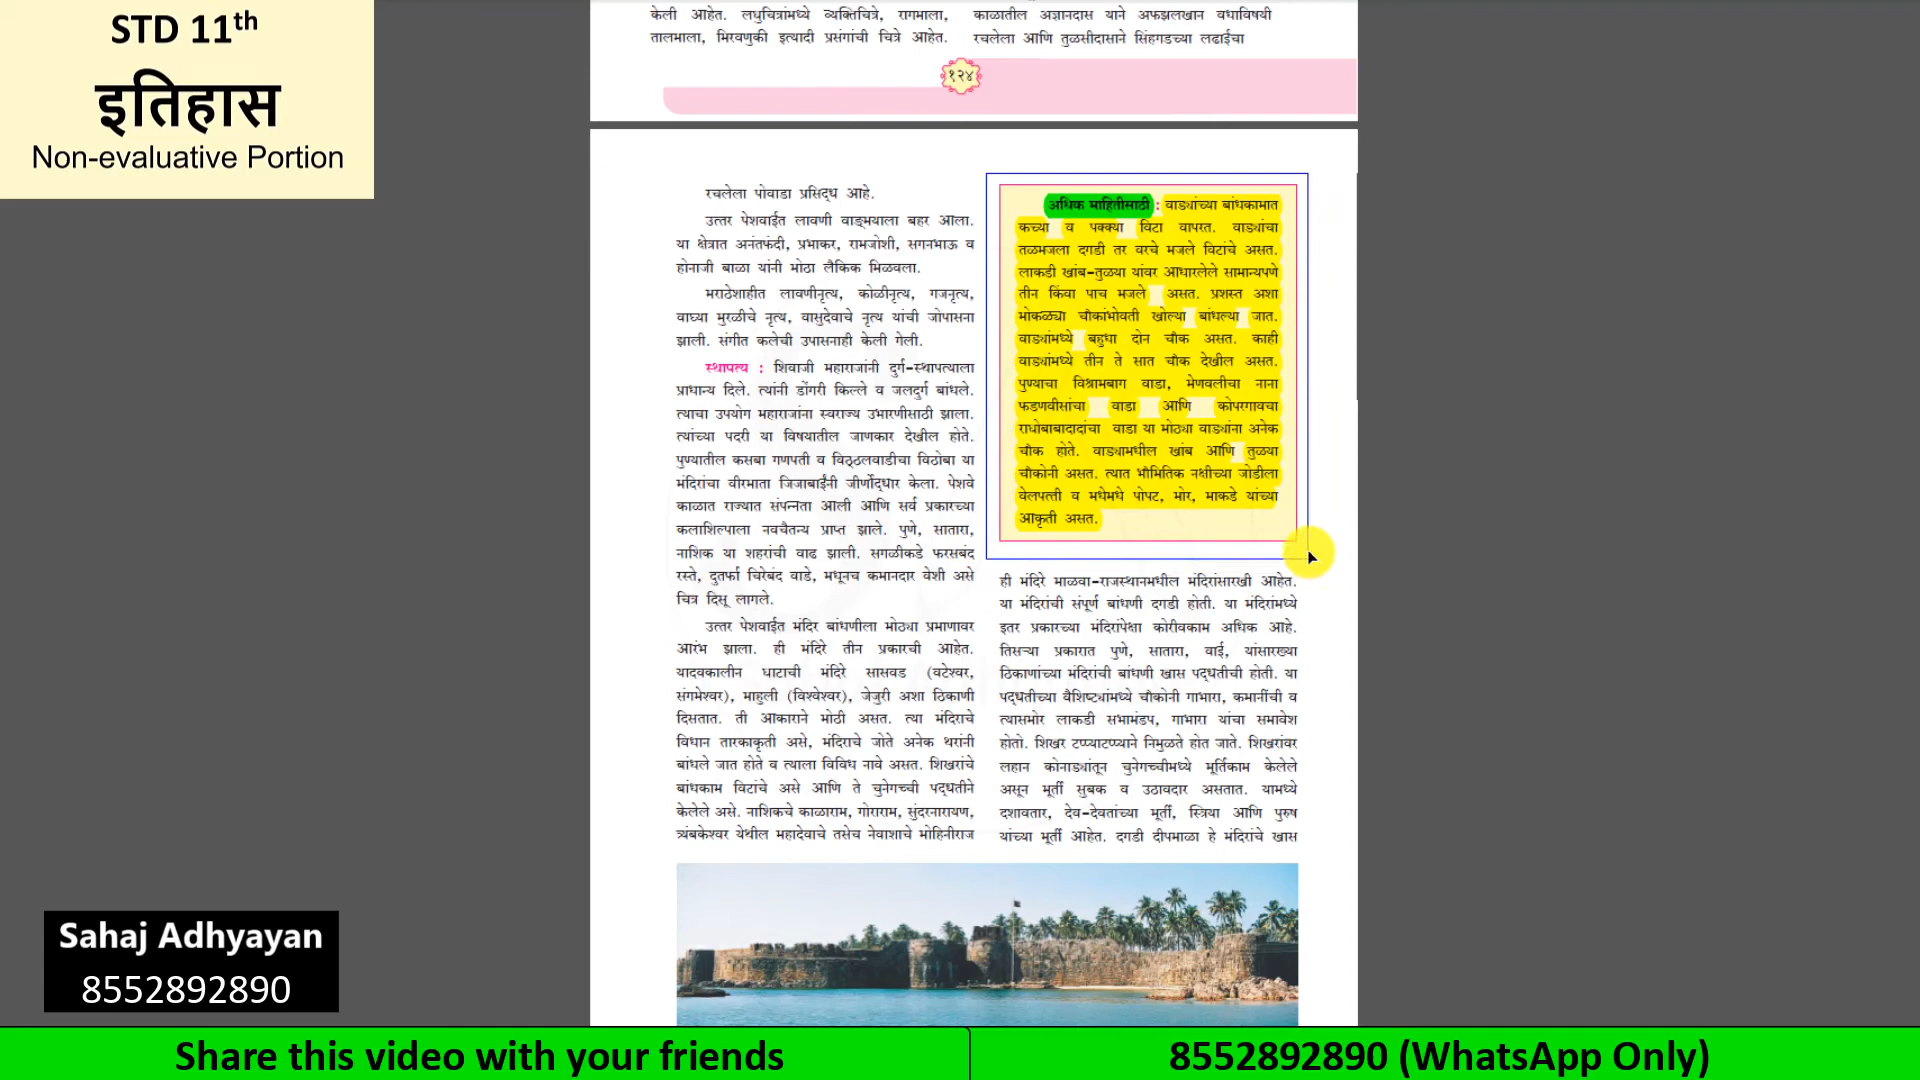 STD 11th
इतिहास
Non-evaluative Portion
केली आहेत. लघुचित्रांमध्ये व्यक्तिचित्रे, रागमाला,
तालमाला, मिरवणुकी इत्यादी प्रसंगांची चित्रे आहेत.
काळातील अज्ञानदास याने अफझलखान वधाविषयी
रचलेला आणि तुळसीदासाने सिंहगडच्या लढाईचा
१२४
रचलेला पोवाडा प्रसिद्ध आहे.
उत्तर पेशवाईत लावणी वाङ्मयाला बहर आला.
या क्षेत्रात अनंतफंदी, प्रभाकर, रामजोशी, सगनभाऊ व
होनाजी बाळा यांनी मोठा लौकिक मिळवला.
मराठेशाहीत लावणीनृत्य, कोळीनृत्य, गजनृत्य,
वाघ्या मुरळीचे नृत्य, वासुदेवाचे नृत्य यांची जोपासना
झाली. संगीत कलेची उपासनाही केली गेली.
स्थापत्य : शिवाजी महाराजांनी दुर्ग-स्थापत्याला
प्राधान्य दिले. त्यांनी डोंगरी किल्ले व जलदुर्ग बांधले.
त्याचा उपयोग महाराजांना स्वराज्य उभारणीसाठी झाला.
त्यांच्या पदरी या विषयातील जाणकार देखील होते.
पुण्यातील कसबा गणपती व विठ्ठलवाडीचा विठोबा या
मंदिरांचा वीरमाता जिजाबाईंनी जीर्णोद्धार केला. पेशवे
काळात राज्यात संपन्नता आली आणि सर्व प्रकारच्या
कलाशिल्पाला नवचैतन्य प्राप्त झाले. पुणे, सातारा,
नाशिक या शहरांची वाढ झाली. सगळीकडे फरसबंद
रस्ते, दुतर्फा चिरेबंद वाडे, मधूनच कमानदार वेशी असे
चित्र दिसू लागले.
उत्तर पेशवाईत मंदिर बांधणीला मोठ्या प्रमाणावर
आरंभ झाला. ही मंदिरे तीन प्रकारची आहेत.
यादवकालीन धाटाची मंदिरे सासवड (वटेश्वर,
संगमेश्वर), माहुली (विश्वेश्वर), जेजुरी अशा ठिकाणी
दिसतात. ती आकाराने मोठी असत. त्या मंदिराचे
विधान तारकाकृती असे, मंदिराचे जोते अनेक थरांनी
बांधले जात होते व त्याला विविध नावे असत. शिखरांचे
बांधकाम विटांचे असे आणि ते चुनेगच्ची पद्धतीने
केलेले असे. नाशिकचे काळाराम, गोराराम, सुंदरनारायण,
त्र्यंबकेश्वर येथील महादेवाचे तसेच नेवाशाचे मोहिनीराज
अधिक माहितीसाठी : वाड्यांच्या बांधकामात
कच्च्या व पक्क्या विटा वापरत. वाड्यांचा
तळमजला दगडी तर वरचे मजले विटांचे असत.
लाकडी खांब-तुळया यांवर आधारलेले सामान्यपणे
तीन किंवा पाच मजले असत. प्रशस्त अशा
मोकळ्या चौकांभोवती खोल्या बांधल्या जात.
वाड्यांमध्ये बहुधा दोन चौक असत. काही
वाड्यांमध्ये तीन ते सात चौक देखील असत.
पुण्याचा विश्रामबाग वाडा, मेणवलीचा नाना
फडणवीसांचा वाडा आणि कोपरगावचा
राघोबाबादादांचा वाडा या मोठ्या वाड्यांना अनेक
चौक होते. वाड्यामधील खांब आणि तुळया
चौकोनी असत. त्यात भौमितिक नक्षीच्या जोडीला
वेलपत्ती व मधेमधे पोपट, मोर, माकडे यांच्या
आकृती असत.
ही मंदिरे माळवा-राजस्थानमधील मंदिरांसारखी आहेत.
या मंदिरांची संपूर्ण बांधणी दगडी होती. या मंदिरांमध्ये
इतर प्रकारच्या मंदिरांपेक्षा कोरीवकाम अधिक आहे.
तिसऱ्या प्रकारात पुणे, सातारा, वाई, यांसारख्या
ठिकाणांच्या मंदिरांची बांधणी खास पद्धतीची होती. या
पद्धतीच्या वैशिष्ट्यांमध्ये चौकोनी गाभारा, कमानींची व
त्यासमोर लाकडी सभामंडप, गाभारा यांचा समावेश
होतो. शिखर टप्प्याटप्प्याने निमुळते होत जाते. शिखरांवर
लहान कोनाड्यांतून चुनेगच्चीमध्ये मूर्तिकाम केलेले
असून मूर्ती सुबक व उठावदार असतात. यामध्ये
दशावतार, देव-देवतांच्या मूर्ती, स्त्रिया आणि पुरुष
यांच्या मूर्ती आहेत. दगडी दीपमाळा हे मंदिरांचे खास
Sahaj Adhyayan
8552892890
Share this video with your friends
8552892890 (WhatsApp Only)